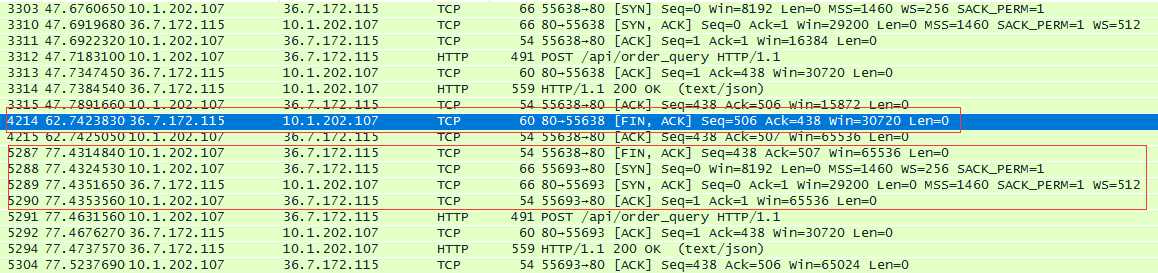 3303 47.6760650 10.1.202.107 36.7.172.115 TCP 66 55638→80 [SYN] Seq=0 Win=8192 Len=0 MSS=1460 WS=256 SACK_PERM=1
3310 47.6919680 36.7.172.115 10.1.202.107 TCP 66 80→55638 [SYN, ACK] Seq=0 Ack=1 Win=29200 Len=0 MSS=1460 SACK_PERM=1 WS=512
3311 47.6922320 10.1.202.107 36.7.172.115 TCP 54 55638→80 [ACK] Seq=1 Ack=1 Win=16384 Len=0
3312 47.7183100 10.1.202.107 36.7.172.115 HTTP 491 POST /api/order_query HTTP/1.1
3313 47.7347450 36.7.172.115 10.1.202.107 TCP 60 80→55638 [ACK] Seq=1 Ack=438 Win=30720 Len=0
3314 47.7384540 36.7.172.115 10.1.202.107 HTTP 559 HTTP/1.1 200 OK (text/json)
3315 47.7891660 10.1.202.107 36.7.172.115 TCP 54 55638→80 [ACK] Seq=438 Ack=506 Win=15872 Len=0
4214 62.7423830 36.7.172.115 10.1.202.107 TCP 60 80→55638 [FIN, ACK] Seq=506 Ack=438 Win=30720 Len=0
4215 62.7425050 10.1.202.107 36.7.172.115 TCP 54 55638→80 [ACK] Seq=438 Ack=507 Win=65536 Len=0
5287 77.4314840 10.1.202.107 36.7.172.115 TCP 54 55638→80 [FIN, ACK] Seq=438 Ack=507 Win=65536 Len=0
5288 77.4324530 10.1.202.107 36.7.172.115 TCP 66 55693→80 [SYN] Seq=0 Win=8192 Len=0 MSS=1460 WS=256 SACK_PERM=1
5289 77.4351650 36.7.172.115 10.1.202.107 TCP 66 80→55693 [SYN, ACK] Seq=0 Ack=1 Win=29200 Len=0 MSS=1460 SACK_PERM=1 WS=512
5290 77.4353560 10.1.202.107 36.7.172.115 TCP 54 55693→80 [ACK] Seq=1 Ack=1 Win=65536 Len=0
5291 77.4631560 10.1.202.107 36.7.172.115 HTTP 491 POST /api/order_query HTTP/1.1
5292 77.4676270 36.7.172.115 10.1.202.107 TCP 60 80→55693 [ACK] Seq=1 Ack=438 Win=30720 Len=0
5294 77.4737570 36.7.172.115 10.1.202.107 HTTP 559 HTTP/1.1 200 OK (text/json)
5304 77.5237690 10.1.202.107 36.7.172.115 TCP 54 55693→80 [ACK] Seq=438 Ack=506 Win=65024 Len=0